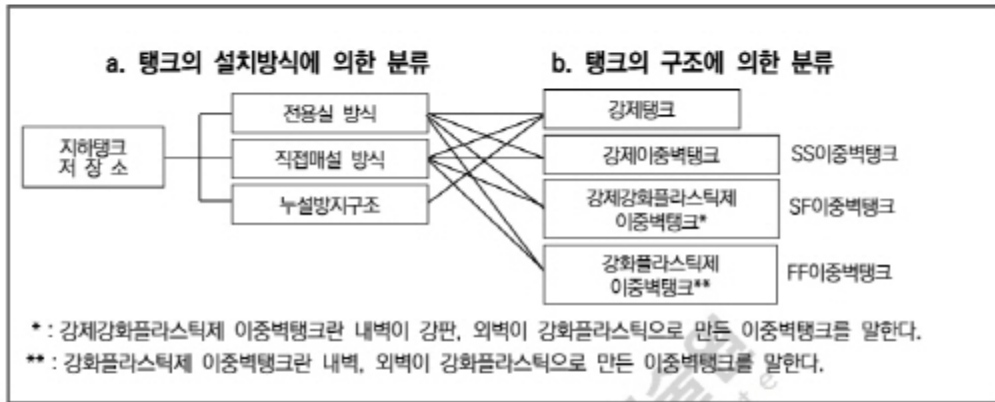 a. 탱크의 설치방식에 의한 분류
b. 탱크의 구조에 의한 분류
지하탱크
저 장 소
전용실 방식
직접매설 방식
누설방지구조
강제탱크
강제이중벽탱크
SS이중벽탱크
강제강화플라스틱제
이중벽탱크*
SF이중벽탱크
강화플라스틱제
이중벽탱크**
FF이중벽탱크
* : 강제강화플라스틱제 이중벽탱크란 내벽이 강판, 외벽이 강화플라스틱으로 만든 이중벽탱크를 말한다.
** : 강화플라스틱제 이중벽탱크란 내벽, 외벽이 강화플라스틱으로 만든 이중벽탱크를 말한다.